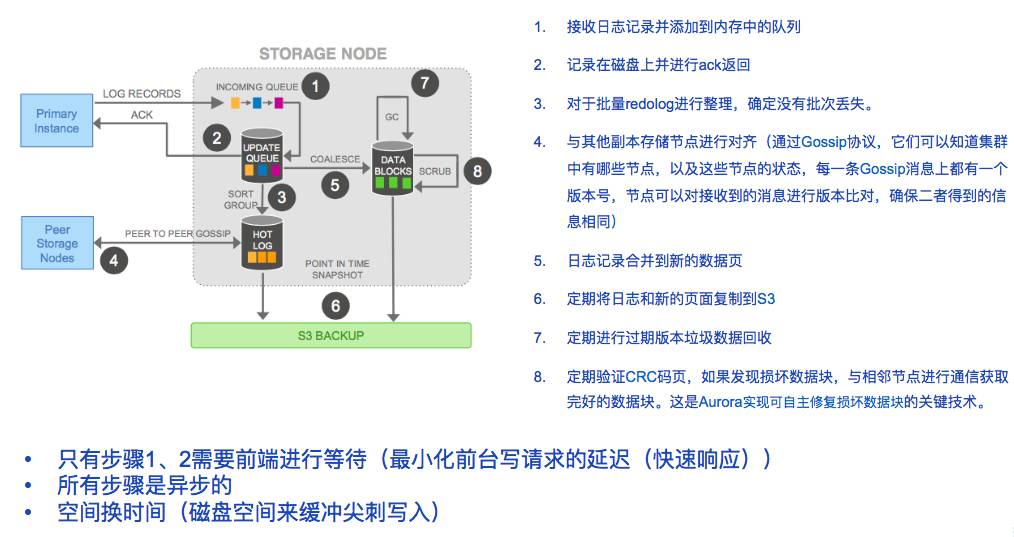 STORAGE NODE
INCOMING QUEUE
1
7
LOG RECORDS
Primary
Instance
ACK
GC
2
UPDATE
QUEUE
COALESCE
5
DATA
BLOCKS
SCRUB
8
SORT
GROUP
3
Peer
Storage
Nodes
PEER TO PEER GOSSIP
4
HOT
LOG
POINT IN TIME
SNAPSHOT
6
S3 BACKUP
1. 接收日志记录并添加到内存中的队列
2. 记录在磁盘上并进行ack返回
3. 对于批量redolog进行整理，确定没有批次丢失。
4. 与其他副本存储节点进行对齐（通过Gossip协议，它们可以知道集群
中有哪些节点，以及这些节点的状态，每一条Gossip消息上都有一个
版本号，节点可以对接收到的消息进行版本比对，确保二者得到的信
息相同）
5. 日志记录合并到新的数据页
6. 定期将日志和新的页面复制到S3
7. 定期进行过期版本垃圾数据回收
8. 定期验证CRC码页，如果发现损坏数据块，与相邻节点进行通信获取
完好的数据块。这是Aurora实现可自主修复损坏数据块的关键技术。
• 只有步骤1、2需要前端进行等待（最小化前台写请求的延迟（快速响应））
• 所有步骤是异步的
• 空间换时间（磁盘空间来缓冲尖刺写入）